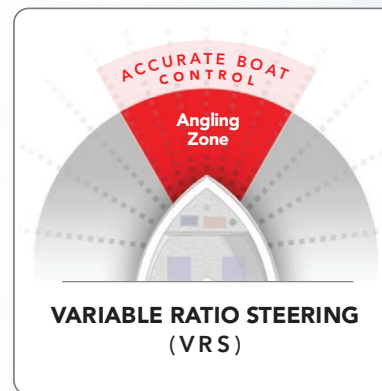 ACCURATE BOAT
CONTROL
Angling
Zone
VARIABLE RATIO STEERING
(VRS)